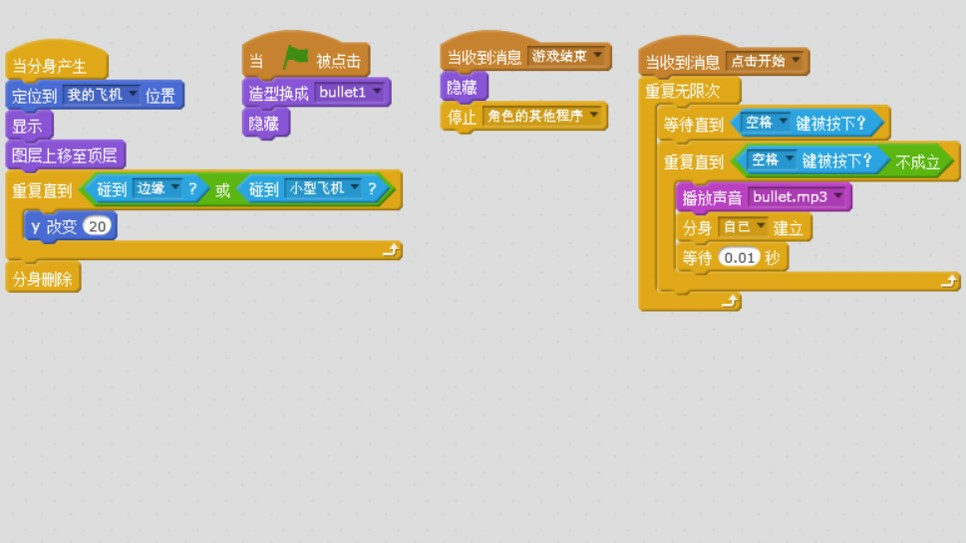 当分身产生
定位到 我的飞机 位置
显示
图层上移至顶层
重复直到 碰到 边缘 ? 或 碰到 小型飞机 ?
y 改变 20
分身删除
当 被点击
造型换成 bullet1
隐藏
当收到消息 游戏结束
隐藏
停止 角色的其他程序
当收到消息 点击开始
重复无限次
等待直到 空格 键被按下?
重复直到 空格 键被按下? 不成立
播放声音 bullet.mp3
分身 自己 建立
等待 0.01 秒